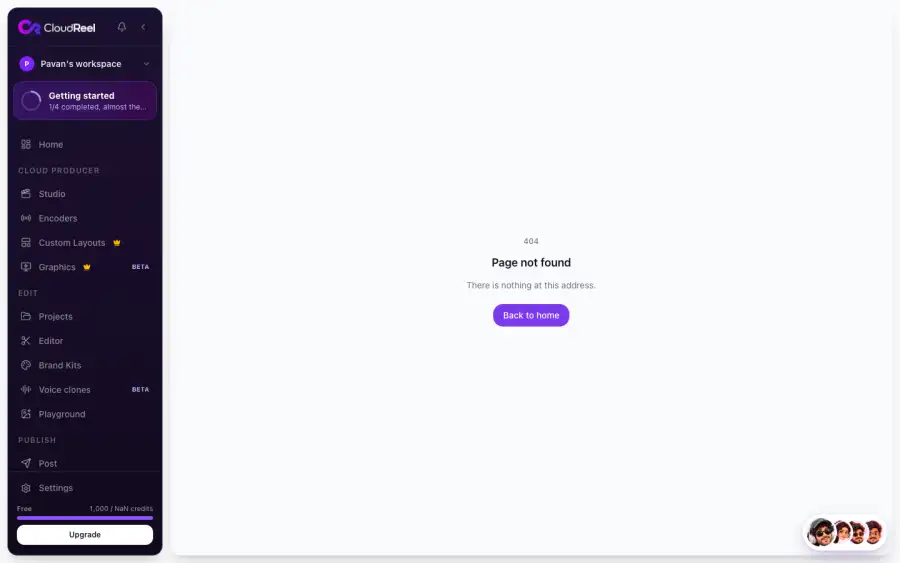 CloudReel
P Pavan's workspace
Getting started
1/4 completed, almost the...
Home
CLOUD PRODUCER
Studio
Encoders
Custom Layouts
Graphics BETA
EDIT
Projects
Editor
Brand Kits
Voice clones BETA
Playground
PUBLISH
Post
Settings
Free 1,000 / NaN credits
Upgrade
404
Page not found
There is nothing at this address.
Back to home